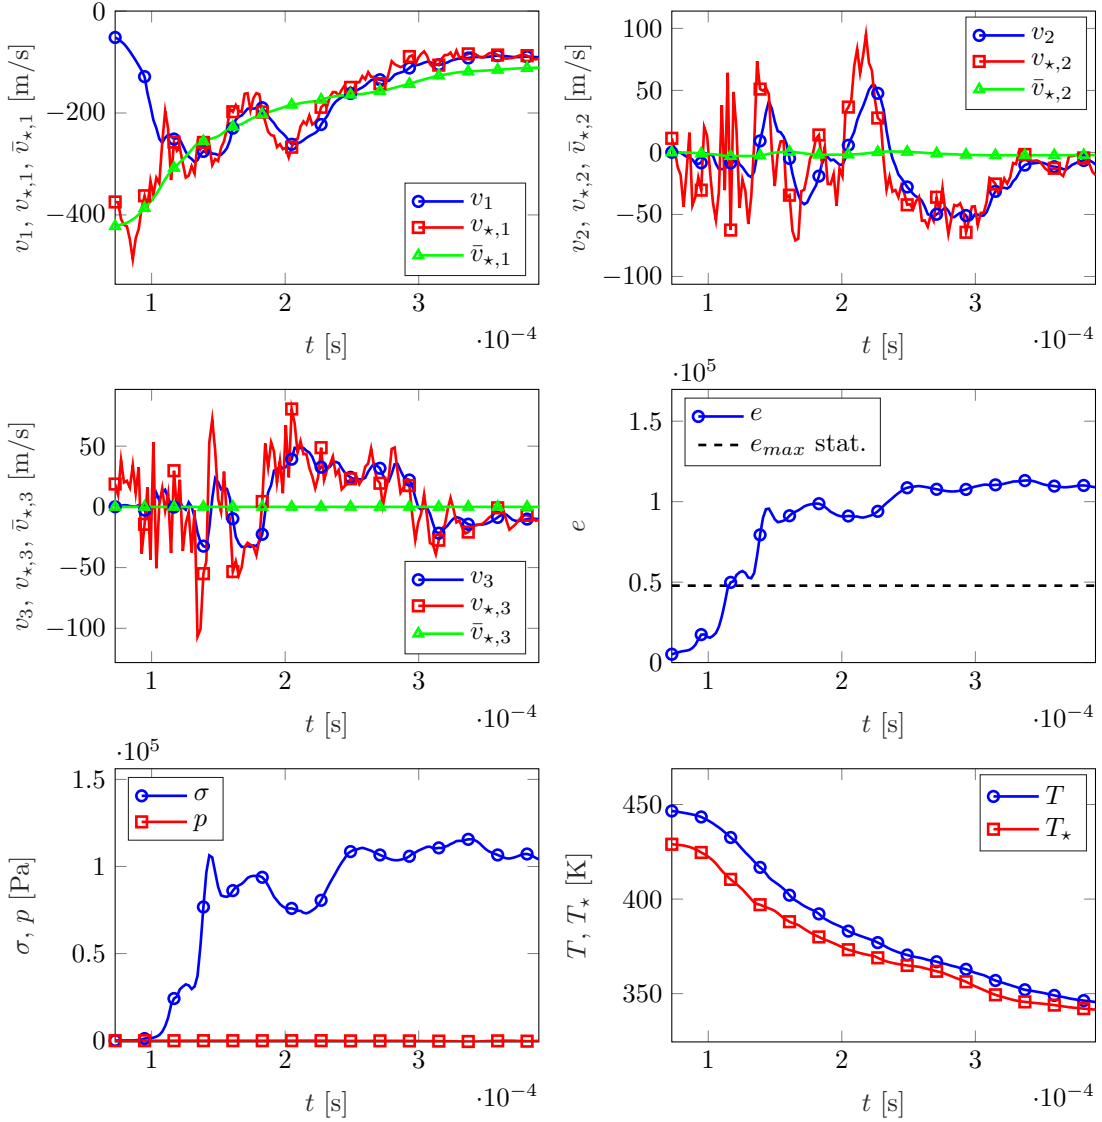 0
−200
−400
v₁, v⋆,₁, v̄⋆,₁ [m/s]
v₁
v⋆,₁
v̄⋆,₁
1 2 3
·10⁻⁴
t [s]
100
50
0
−50
−100
v₂, v⋆,₂, v̄⋆,₂ [m/s]
v₂
v⋆,₂
v̄⋆,₂
1 2 3
·10⁻⁴
t [s]
50
0
−50
−100
v₃, v⋆,₃, v̄⋆,₃ [m/s]
v₃
v⋆,₃
v̄⋆,₃
1 2 3
·10⁻⁴
t [s]
·10⁵
1.5
1
0.5
0
e
e
e_max stat.
1 2 3
·10⁻⁴
t [s]
·10⁵
1.5
1
0.5
0
σ, p [Pa]
σ
p
1 2 3
·10⁻⁴
t [s]
450
400
350
T, T⋆ [K]
T
T⋆
1 2 3
·10⁻⁴
t [s]